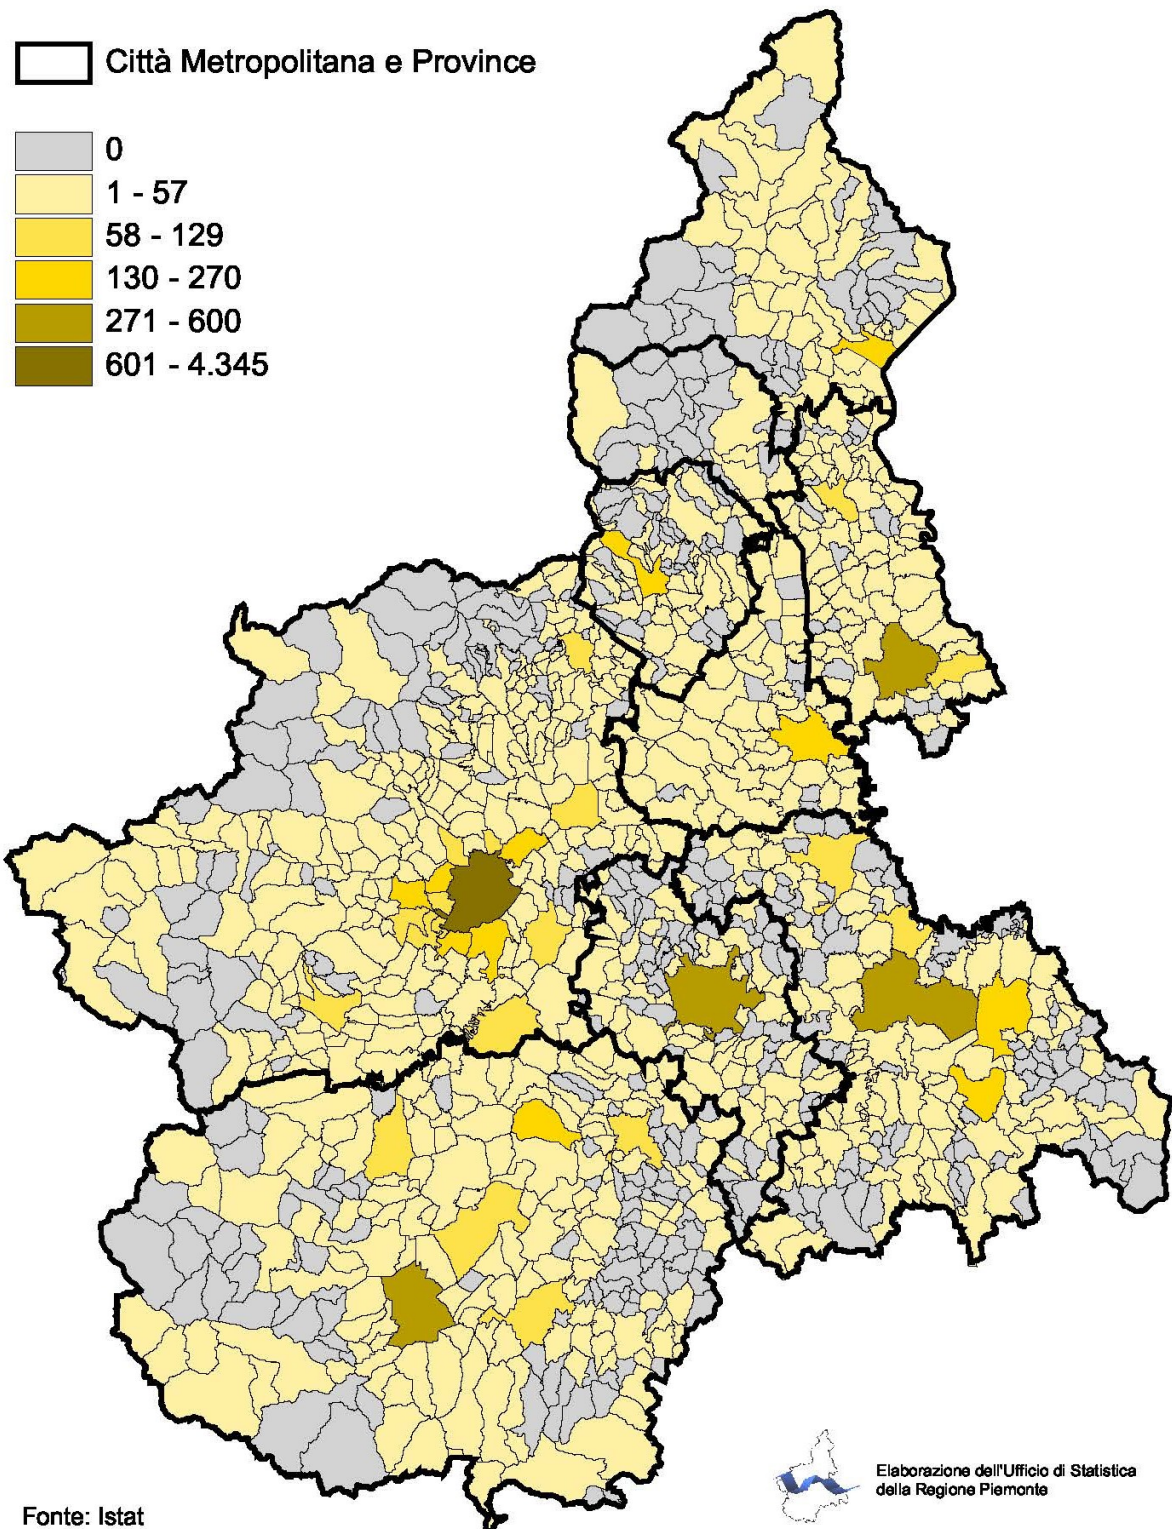 Città Metropolitana e Province
0
1 - 57
58 - 129
130 - 270
271 - 600
601 - 4.345
Elaborazione dell'Ufficio di Statistica
della Regione Piemonte
Fonte: Istat